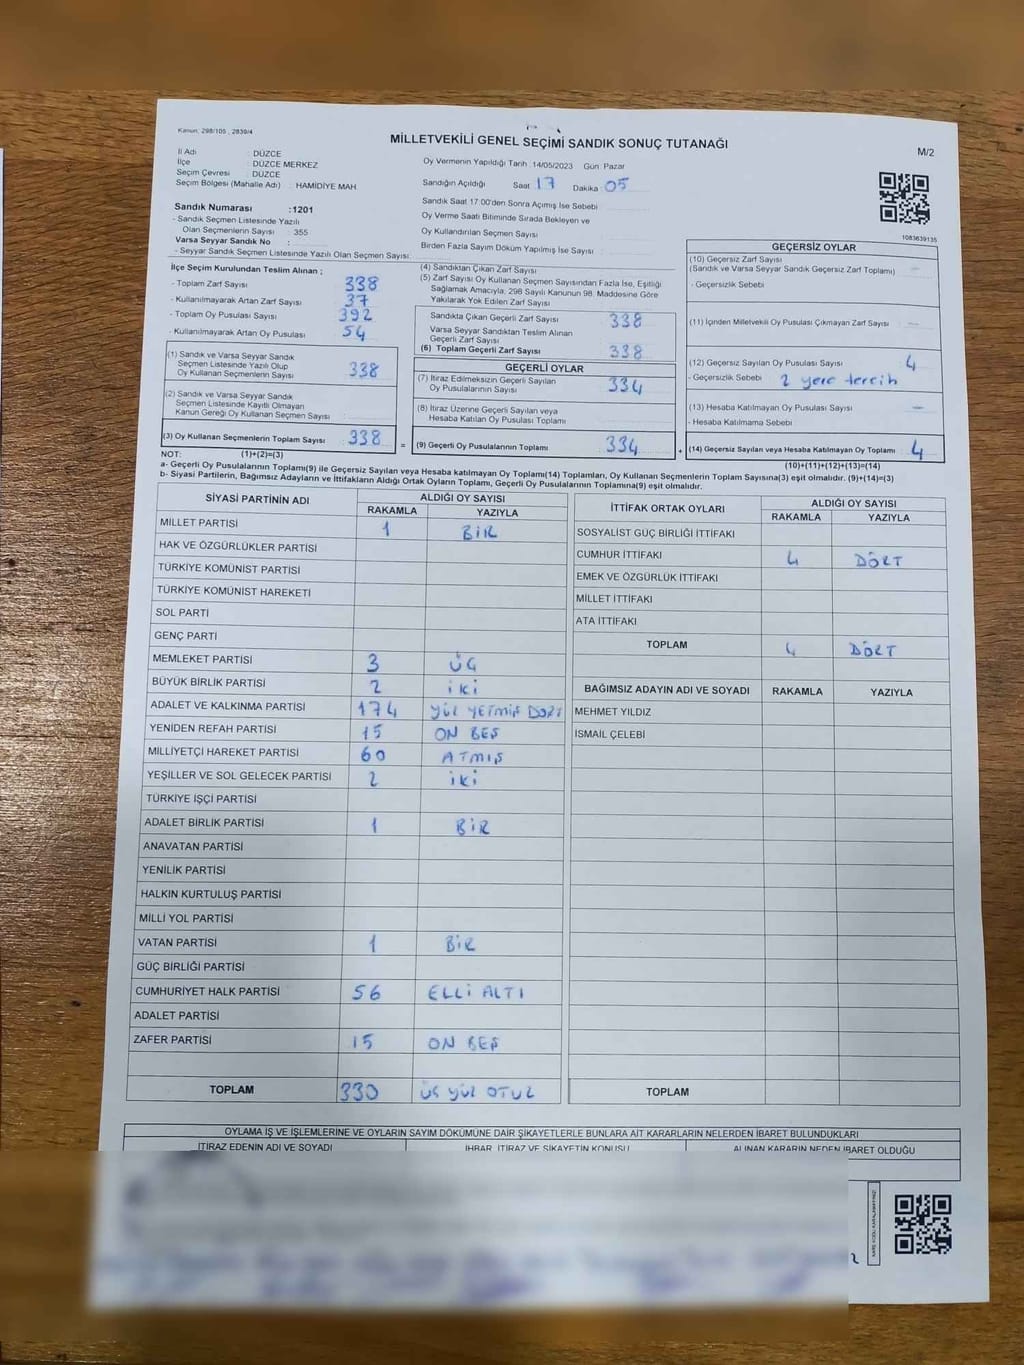 Kanun, 298/105 , 2839/4
MİLLETVEKİLİ GENEL SEÇİMİ SANDIK SONUÇ TUTANAĞI
M/2
İl Adı : DÜZCE
İlçe : DÜZCE MERKEZ
Seçim Çevresi : DÜZCE
Seçim Bölgesi (Mahalle Adı) : HAMİDİYE MAH
Oy Vermenin Yapıldığı Tarih :14/05/2023 Gün: Pazar
Sandığın Açıldığı Saat 17 Dakika 05
Sandık Saat 17:00'den Sonra Açımış İse Sebebi
Oy Verme Saati Bitiminde Sırada Bekleyen ve
Oy Kullandırılan Seçmen Sayısı
Birden Fazla Sayım Döküm Yapılmış İse Sayısı
Sandık Numarası :1201
- Sandık Seçmen Listesinde Yazılı
Olan Seçmenlerin Sayısı : 355
Varsa Seyyar Sandık No :
- Seyyar Sandık Seçmen Listesinde Yazılı Olan Seçmen Sayısı:
1083639135
İlçe Seçim Kurulundan Teslim Alınan ;
- Toplam Zarf Sayısı 338
- Kullanılmayarak Artan Zarf Sayısı 37
- Toplam Oy Pusulası Sayısı 392
- Kullanılmayarak Artan Oy Pusulası 54
(1) Sandık ve Varsa Seyyar Sandık
Seçmen Listesinde Yazılı Olup
Oy Kullanan Seçmenlerin Sayısı 338
(2) Sandık ve Varsa Seyyar Sandık
Seçmen Listesinde Kayıtlı Olmayan
Kanun Gereği Oy Kullanan Seçmen Sayısı
(3) Oy Kullanan Seçmenlerin Toplam Sayısı 338 =
(4) Sandıktan Çıkan Zarf Sayısı
(5) Zarf Sayısı Oy Kullanan Seçmen Sayısından Fazla İse, Eşitliği
Sağlamak Amacıyla, 298 Sayılı Kanunun 98. Maddesine Göre
Yakılarak Yok Edilen Zarf Sayısı
Sandıkta Çıkan Geçerli Zarf Sayısı 338
Varsa Seyyar Sandıktan Teslim Alınan
Geçerli Zarf Sayısı
(6) Toplam Geçerli Zarf Sayısı 338
GEÇERLİ OYLAR
(7) İtiraz Edilmeksizin Geçerli Sayılan
Oy Pusulalarının Sayısı 334
(8) İtiraz Üzerine Geçerli Sayılan veya
Hesaba Katılan Oy Pusulaları Toplamı
(9) Geçerli Oy Pusulalarının Toplamı 334 +
GEÇERSİZ OYLAR
(10) Geçersiz Zarf Sayısı
(Sandık ve Varsa Seyyar Sandık Geçersiz Zarf Toplamı) —
- Geçersizlik Sebebi
(11) İçinden Milletvekili Oy Pusulası Çıkmayan Zarf Sayısı —
(12) Geçersiz Sayılan Oy Pusulası Sayısı 4
- Geçersizlik Sebebi 2 yere tercih
(13) Hesaba Katılmayan Oy Pusulası Sayısı —
- Hesaba Katılmama Sebebi
(14) Geçersiz Sayılan veya Hesaba Katılmayan Oy Toplamı 4
NOT: (1)+(2)=(3) (10)+(11)+(12)+(13)=(14)
a- Geçerli Oy Pusulalarının Toplamı(9) ile Geçersiz Sayılan veya Hesaba katılmayan Oy Toplamı(14) Toplamları, Oy Kullanan Seçmenlerin Toplam Sayısına(3) eşit olmalıdır. (9)+(14)=(3)
b- Siyasi Partilerin, Bağımsız Adayların ve İttifakların Aldığı Ortak Oyların Toplamı, Geçerli Oy Pusulalarının Toplamına(9) eşit olmalıdır.
SİYASİ PARTİNİN ADI ALDIĞI OY SAYISI
RAKAMLA YAZIYLA
MİLLET PARTİSİ 1 BİR
HAK VE ÖZGÜRLÜKLER PARTİSİ
TÜRKİYE KOMÜNİST PARTİSİ
TÜRKİYE KOMÜNİST HAREKETİ
SOL PARTİ
GENÇ PARTİ
MEMLEKET PARTİSİ 3 ÜÇ
BÜYÜK BİRLİK PARTİSİ 2 İKİ
ADALET VE KALKINMA PARTİSİ 174 YÜZ YETMİŞ DÖRT
YENİDEN REFAH PARTİSİ 15 ON BEŞ
MİLLİYETÇİ HAREKET PARTİSİ 60 ATMIŞ
YEŞİLLER VE SOL GELECEK PARTİSİ 2 İKİ
TÜRKİYE İŞÇİ PARTİSİ
ADALET BİRLİK PARTİSİ 1 BİR
ANAVATAN PARTİSİ
YENİLİK PARTİSİ
HALKIN KURTULUŞ PARTİSİ
MİLLİ YOL PARTİSİ
VATAN PARTİSİ 1 BİR
GÜÇ BİRLİĞİ PARTİSİ
CUMHURİYET HALK PARTİSİ 56 ELLİ ALTI
ADALET PARTİSİ
ZAFER PARTİSİ 15 ON BEŞ
TOPLAM 330 ÜÇ YÜZ OTUZ
İTTİFAK ORTAK OYLARI ALDIĞI OY SAYISI
RAKAMLA YAZIYLA
SOSYALİST GÜÇ BİRLİĞİ İTTİFAKI
CUMHUR İTTİFAKI 4 DÖRT
EMEK VE ÖZGÜRLÜK İTTİFAKI
MİLLET İTTİFAKI
ATA İTTİFAKI
TOPLAM 4 DÖRT
BAĞIMSIZ ADAYIN ADI VE SOYADI RAKAMLA YAZIYLA
MEHMET YILDIZ
İSMAİL ÇELEBİ
TOPLAM
OYLAMA İŞ VE İŞLEMLERİNE VE OYLARIN SAYIM DÖKÜMÜNE DAİR ŞİKAYETLERLE BUNLARA AİT KARARLARIN NELERDEN İBARET BULUNDUKLARI
İTİRAZ EDENİN ADI VE SOYADI İHBAR, İTİRAZ VE ŞİKAYETİN KONUSU ALINAN KARARIN NEDEN İBARET OLDUĞU